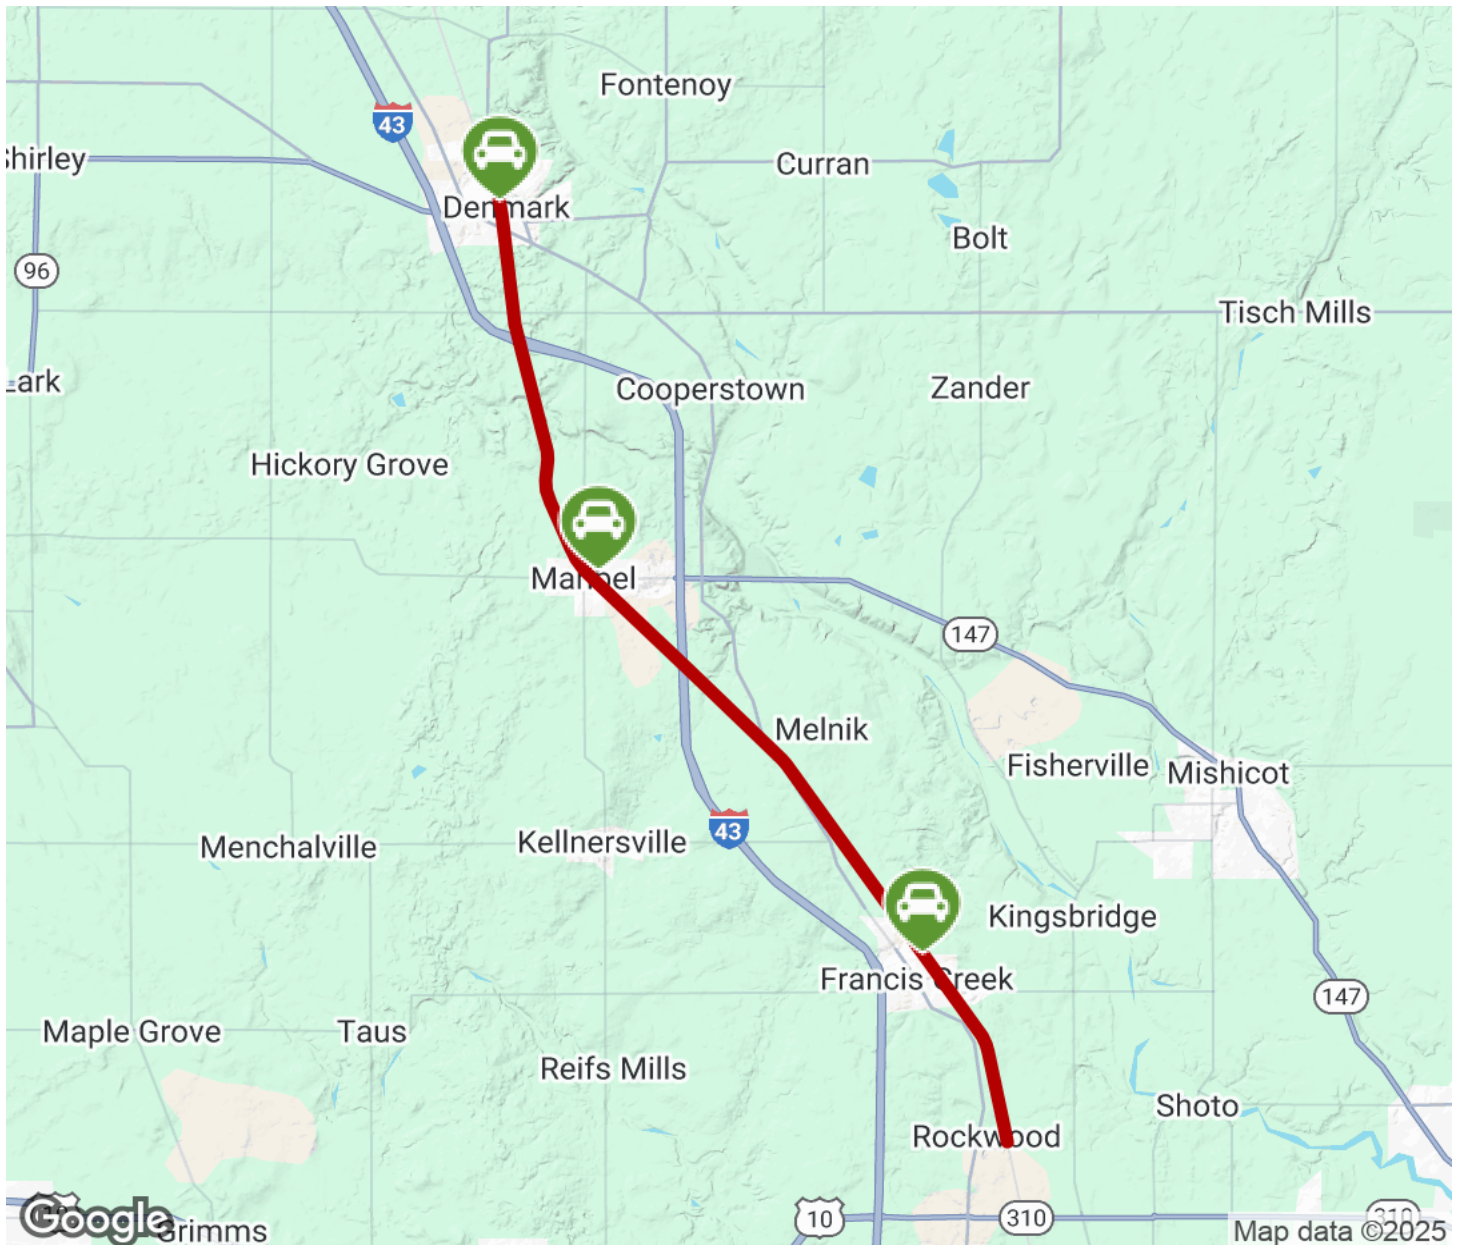 Fontenoy
43
Shirley
Curran
Denmark
Bolt
96
Tisch Mills
Lark
Cooperstown
Zander
Hickory Grove
147
Melnik
Fisherville
Mishicot
43
Menchalville
Kellnersville
Kingsbridge
Francis Creek
147
Maple Grove
Taus
Reifs Mills
Shoto
Rockwood
10
310
310
Google
Grimms
Map data ©2025